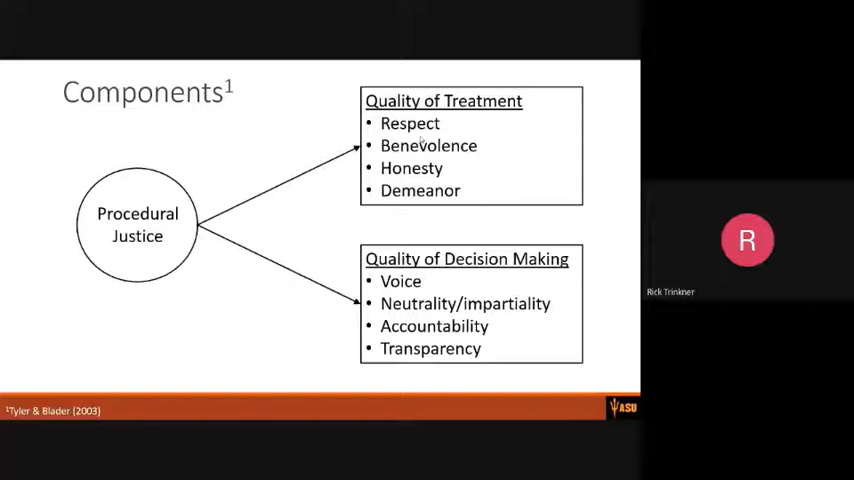 Components1
Procedural
Justice
Quality of Treatment
• Respect
• Benevolence
• Honesty
• Demeanor
Quality of Decision Making
• Voice
• Neutrality/impartiality
• Accountability
• Transparency
1Tyler & Blader (2003)
ASU
R
Rick Trinkner